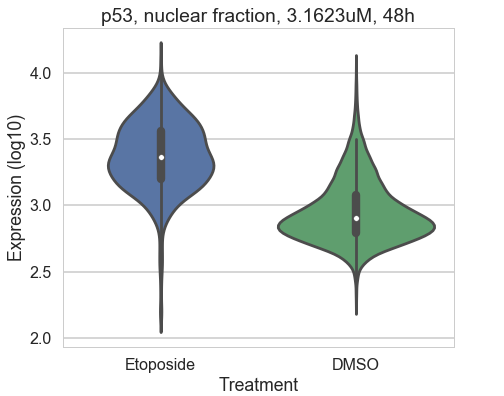 p53, nuclear fraction, 3.1623uM, 48h
Expression (log10)
4.0
3.5
3.0
2.5
2.0
Etoposide DMSO
Treatment